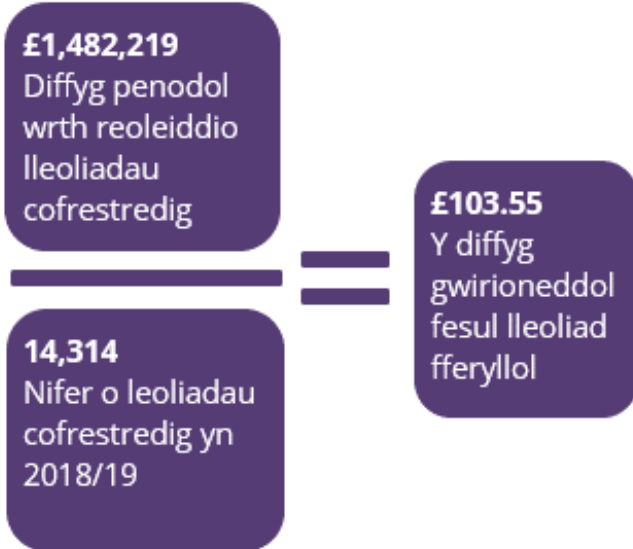 £1,482,219
Diffyg penodol
wrth reoleiddio
lleoliadau
cofrestredig
14,314
Nifer o leoliadau
cofrestredig yn
2018/19
£103.55
Y diffyg
gwirioneddol
fesul lleoliad
fferyllol